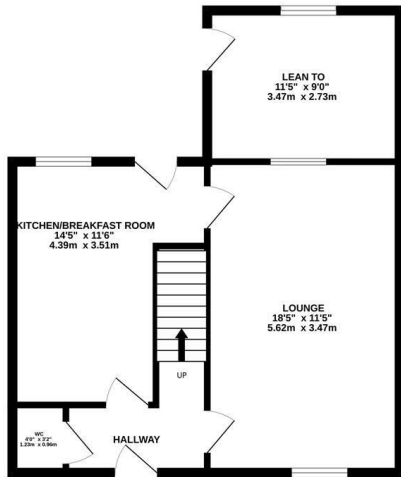 LEAN TO
11'5" x 9'0"
3.47m x 2.73m
KITCHEN/BREAKFAST ROOM
14'5" x 11'6"
4.39m x 3.51m
LOUNGE
18'5" x 11'5"
5.62m x 3.47m
UP
WC
4'0" x 3'2"
1.23m x 0.96m
HALLWAY